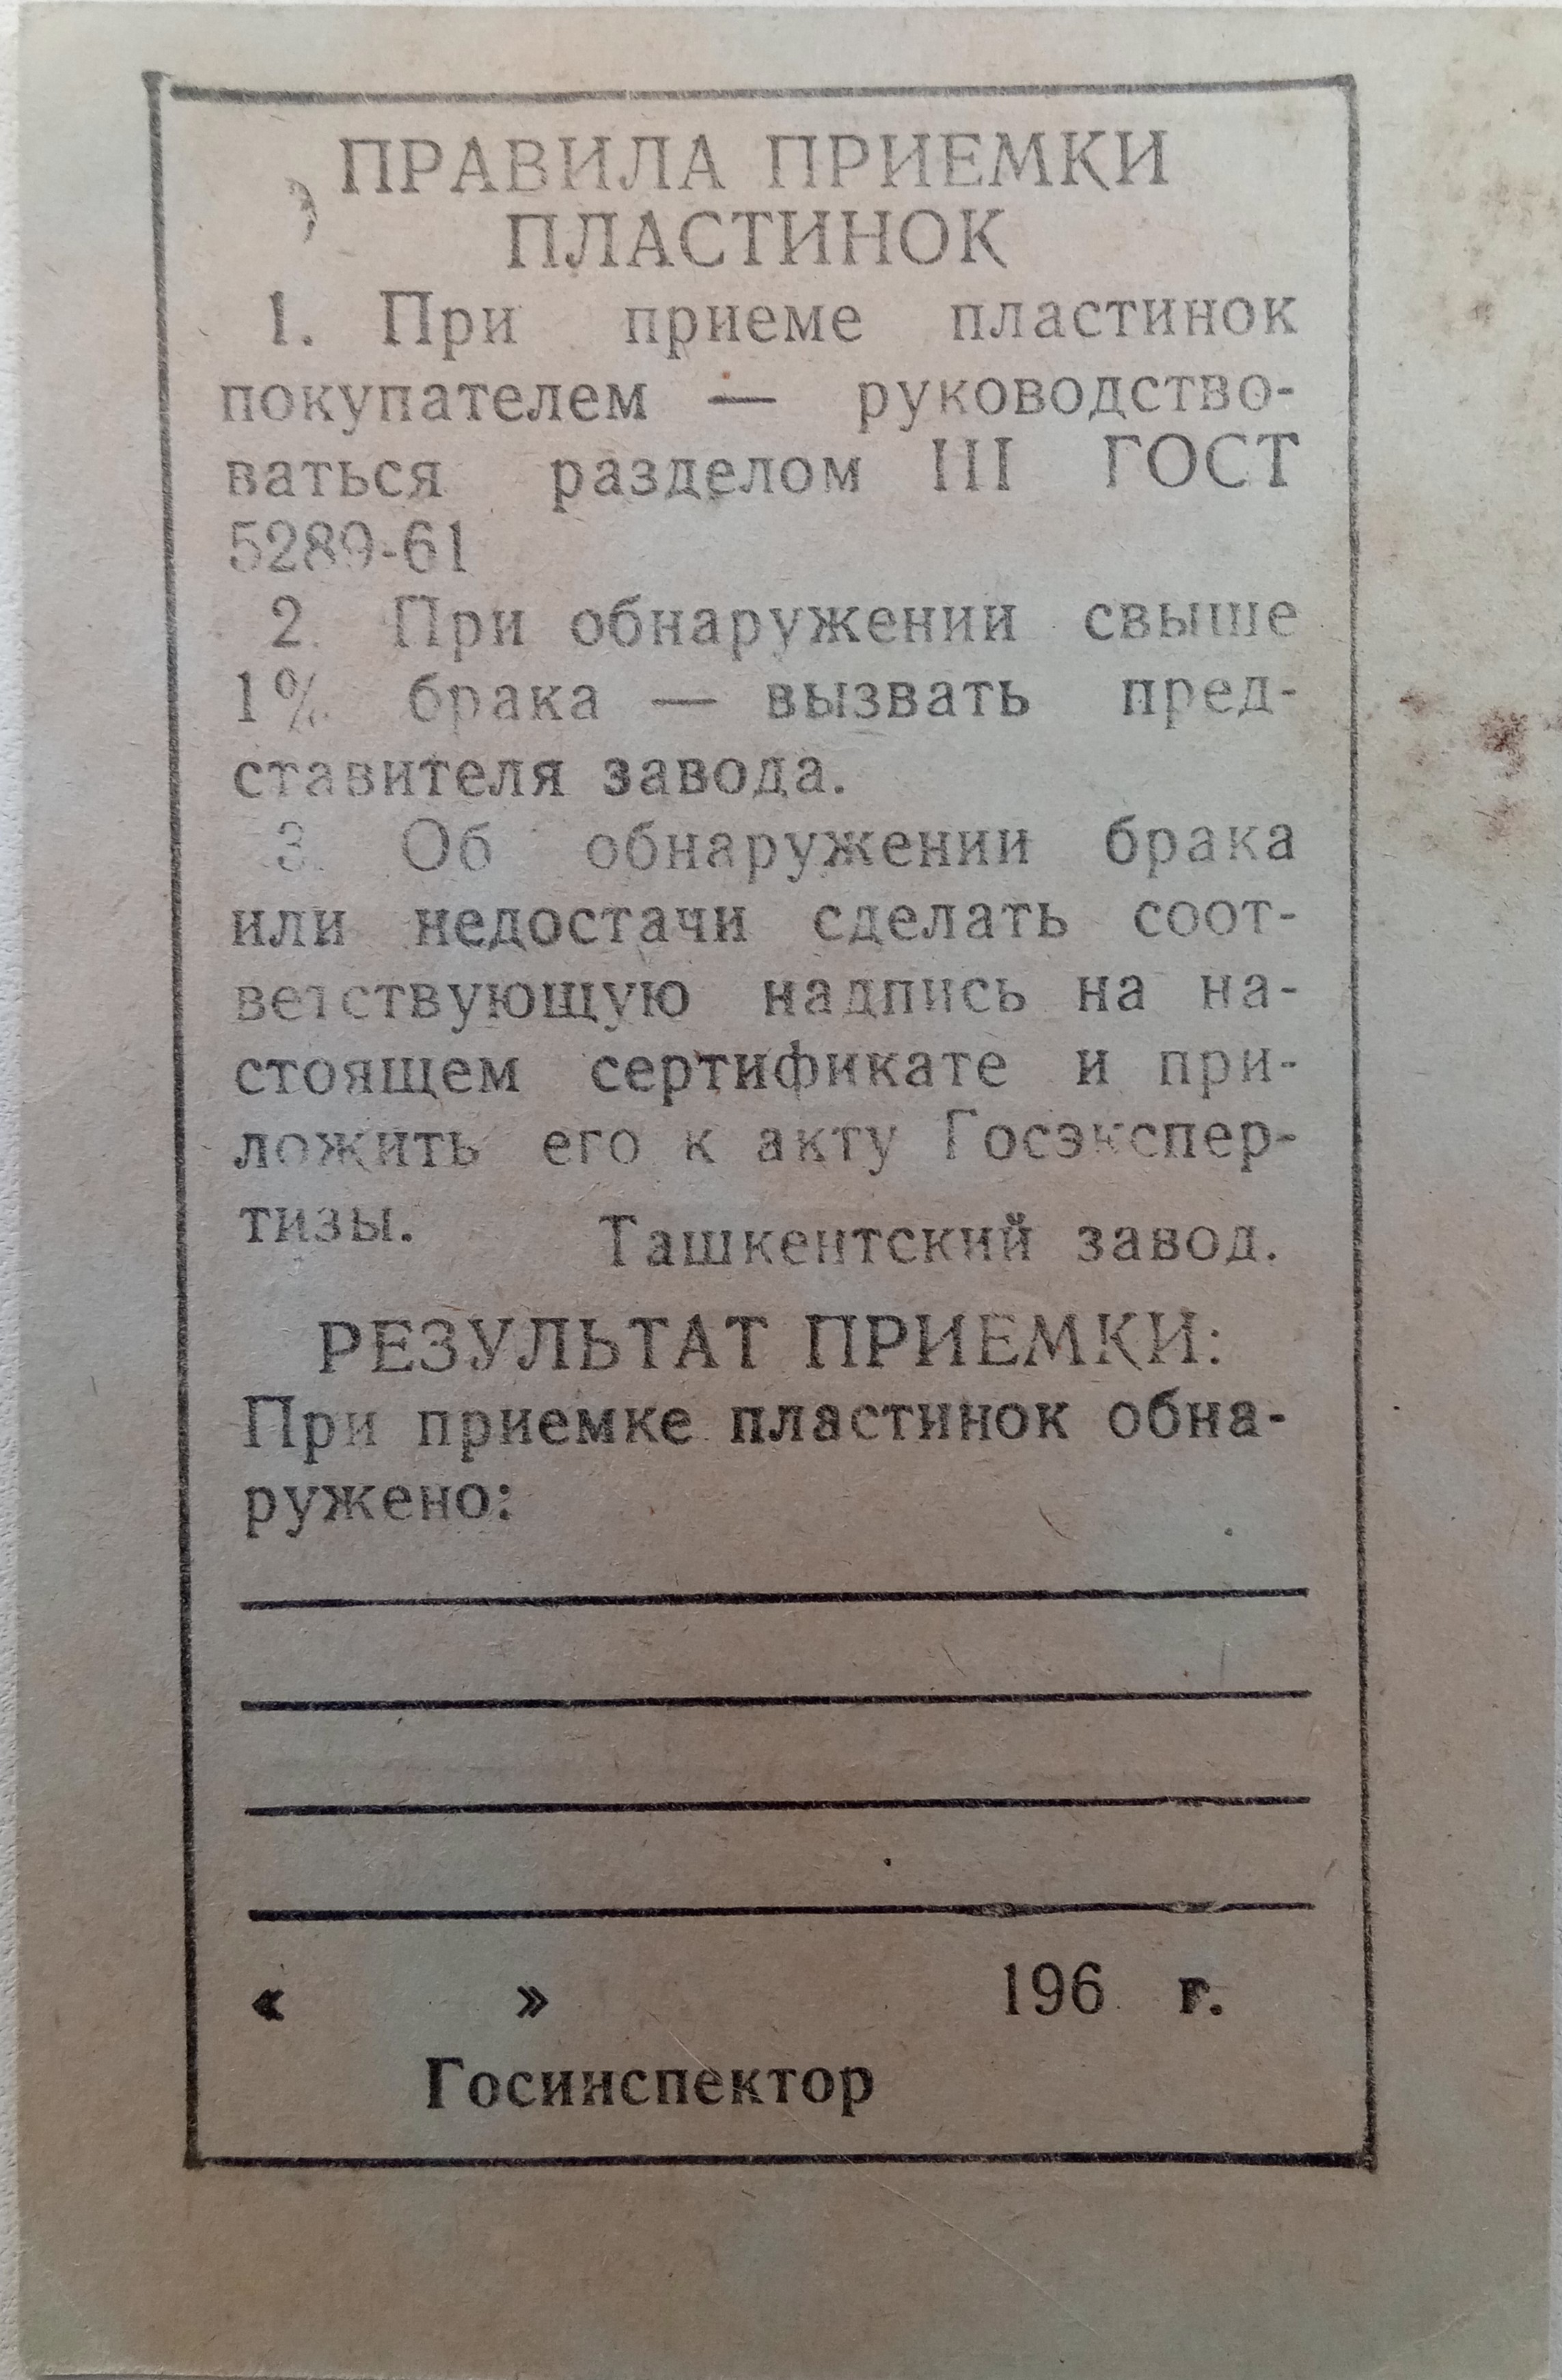 ПРАВИЛА ПРИЕМКИ
ПЛАСТИНОК
1. При приеме пластинок
покупателем — руководство-
ваться разделом III ГОСТ
5289-61
2. При обнаружении свыше
1% брака — вызвать пред-
ставителя завода.
3. Об обнаружении брака
или недостачи сделать соот-
ветствующую надпись на на-
стоящем сертификате и при-
ложить его к акту Госэкспер-
тизы.
Ташкентский завод.
РЕЗУЛЬТАТ ПРИЕМКИ:
При приемке пластинок обна-
ружено:
« » 196 г.
Госинспектор